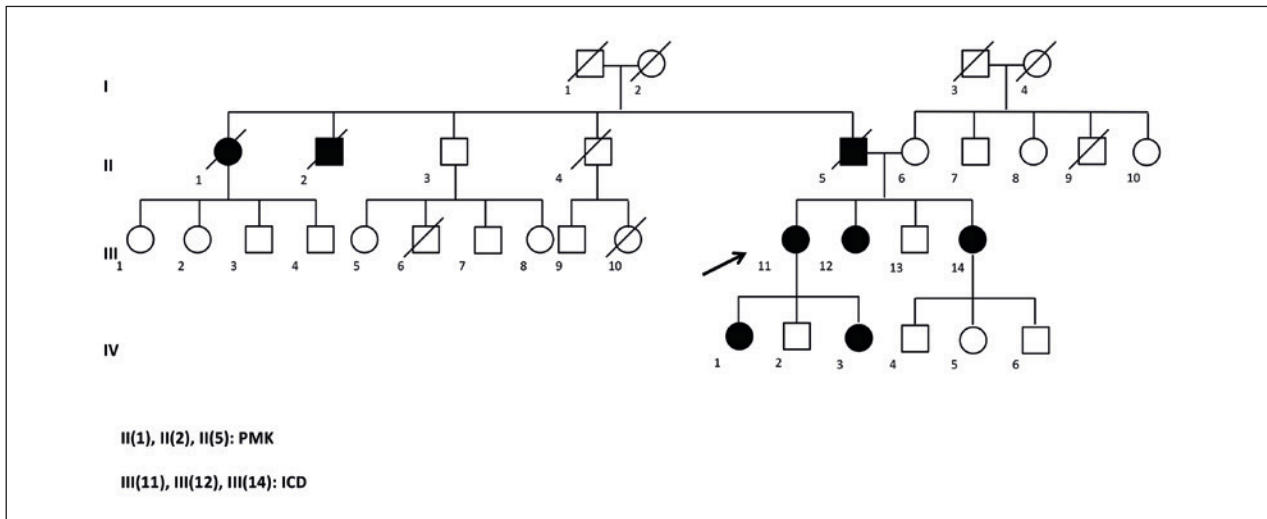 I
1 2 3 4
II
1 2 3 4 5 6 7 8 9 10
III
1 2 3 4 5 6 7 8 9 10 11 12 13 14
IV
1 2 3 4 5 6
II(1), II(2), II(5): PMK
III(11), III(12), III(14): ICD